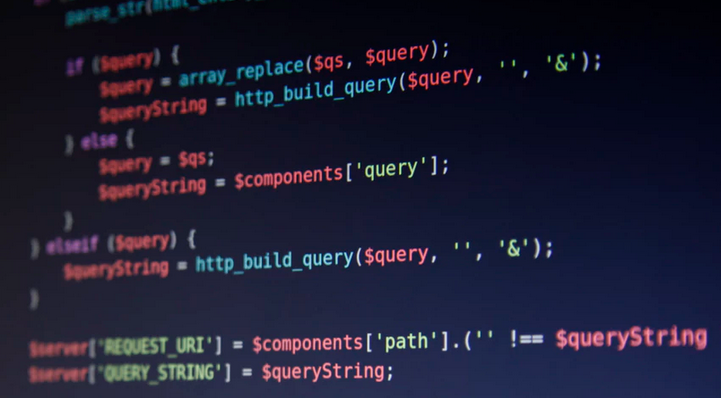 parse_str(html_
if ($query) {
$query = array_replace($qs, $query);
$queryString = http_build_query($query, '', '&');
} else {
$query = $qs;
$queryString = $components['query'];
}
} elseif ($query) {
$queryString = http_build_query($query, '', '&');
}
$server['REQUEST_URI'] = $components['path'].('' !== $queryString
$server['QUERY_STRING'] = $queryString;